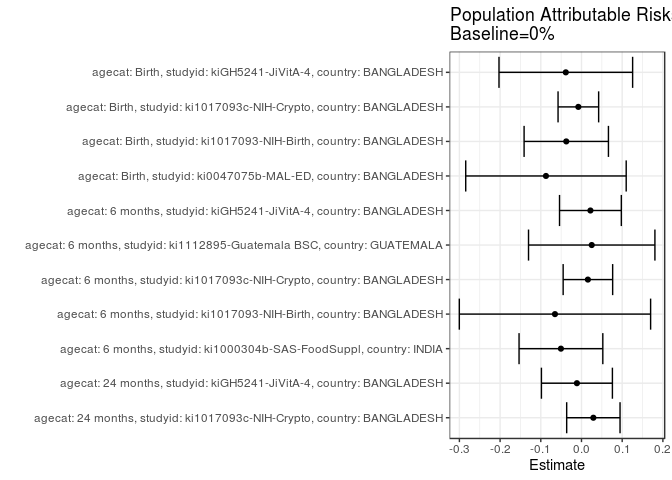 Population Attributable Risk
Baseline=0%
agecat: Birth, studyid: kiGH5241-JiVitA-4, country: BANGLADESH
agecat: Birth, studyid: ki1017093c-NIH-Crypto, country: BANGLADESH
agecat: Birth, studyid: ki1017093-NIH-Birth, country: BANGLADESH
agecat: Birth, studyid: ki0047075b-MAL-ED, country: BANGLADESH
agecat: 6 months, studyid: kiGH5241-JiVitA-4, country: BANGLADESH
agecat: 6 months, studyid: ki1112895-Guatemala BSC, country: GUATEMALA
agecat: 6 months, studyid: ki1017093c-NIH-Crypto, country: BANGLADESH
agecat: 6 months, studyid: ki1017093-NIH-Birth, country: BANGLADESH
agecat: 6 months, studyid: ki1000304b-SAS-FoodSuppl, country: INDIA
agecat: 24 months, studyid: kiGH5241-JiVitA-4, country: BANGLADESH
agecat: 24 months, studyid: ki1017093c-NIH-Crypto, country: BANGLADESH
-0.3 -0.2 -0.1 0.0 0.1 0.2
Estimate